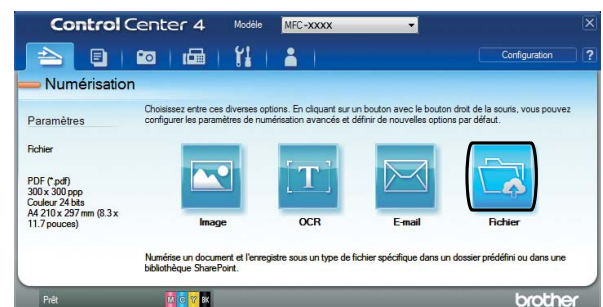 Control Center 4 Modèle MFC-XXXX
Configuration ?
Numérisation
Choisissez entre ces diverses options. En cliquant sur un bouton avec le bouton droit de la souris, vous pouvez
configurer les paramètres de numérisation avancés et définir de nouvelles options par défaut.
Paramètres
Fichier
PDF (*.pdf)
300 x 300 ppp
Couleur 24 bits
A4 210 x 297 mm (8.3 x
11.7 pouces)
T
Image OCR E-mail Fichier
Numérise un document et l'enregistre sous un type de fichier spécifique dans un dossier prédéfini ou dans une
bibliothèque SharePoint.
Prêt M C Y BK brother